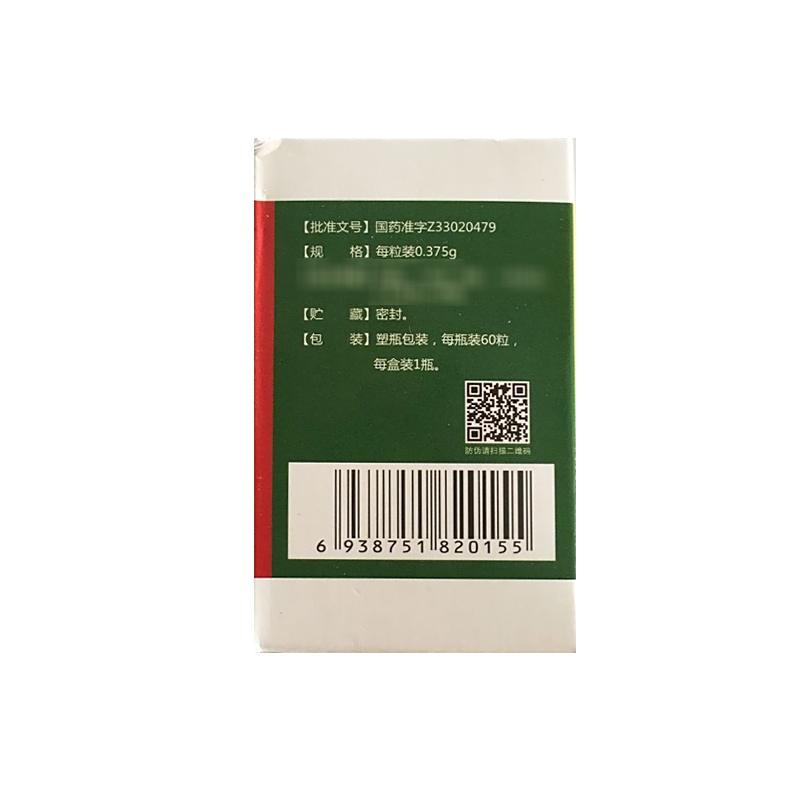 【批准文号】国药准字Z33020479
【规　　格】每粒装0.375g
【贮　　藏】密封。
【包　　装】塑瓶包装，每瓶装60粒，
每盒装1瓶。
防伪请扫描二维码
6 938751 820155